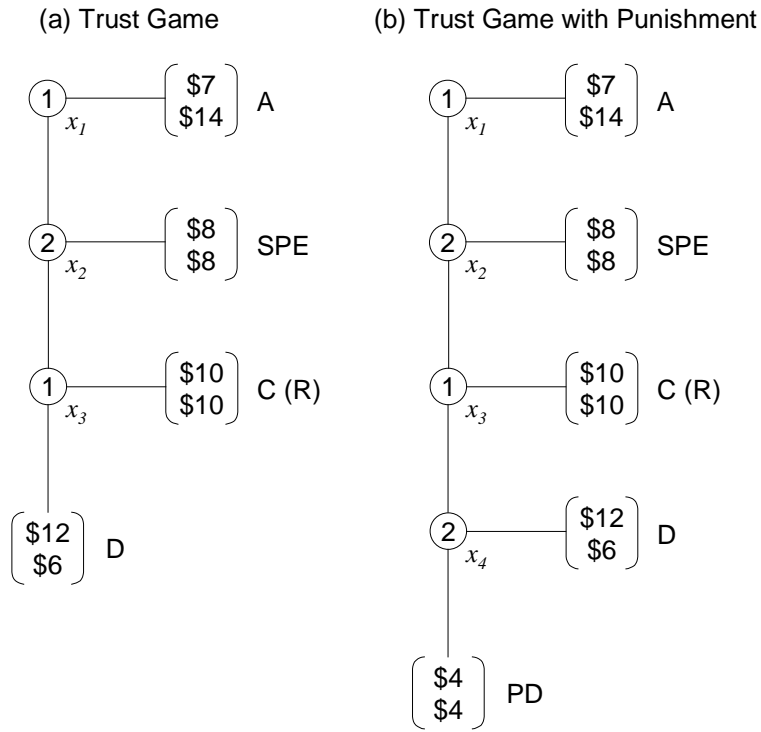 (a) Trust Game
1
x1
$7
$14
A
2
x2
$8
$8
SPE
1
x3
$10
$10
C (R)
$12
$6
D
(b) Trust Game with Punishment
1
x1
$7
$14
A
2
x2
$8
$8
SPE
1
x3
$10
$10
C (R)
2
x4
$12
$6
D
$4
$4
PD